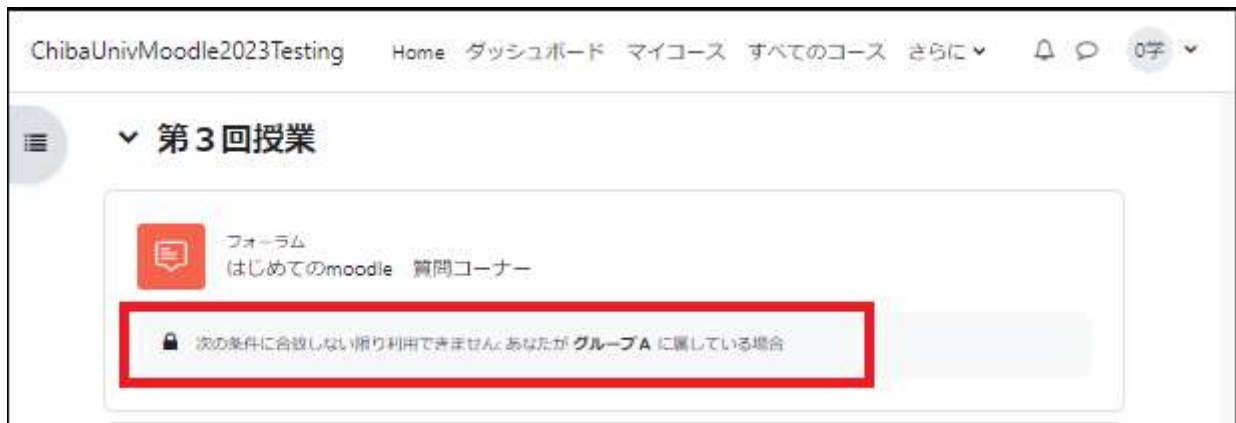 ChibaUnivMoodle2023Testing Home ダッシュボード マイコース すべてのコース さらに 0学
第3回授業
フォーラム
はじめてのmoodle 質問コーナー
次の条件に合致しない限り利用できません: あなたが グループA に属している場合